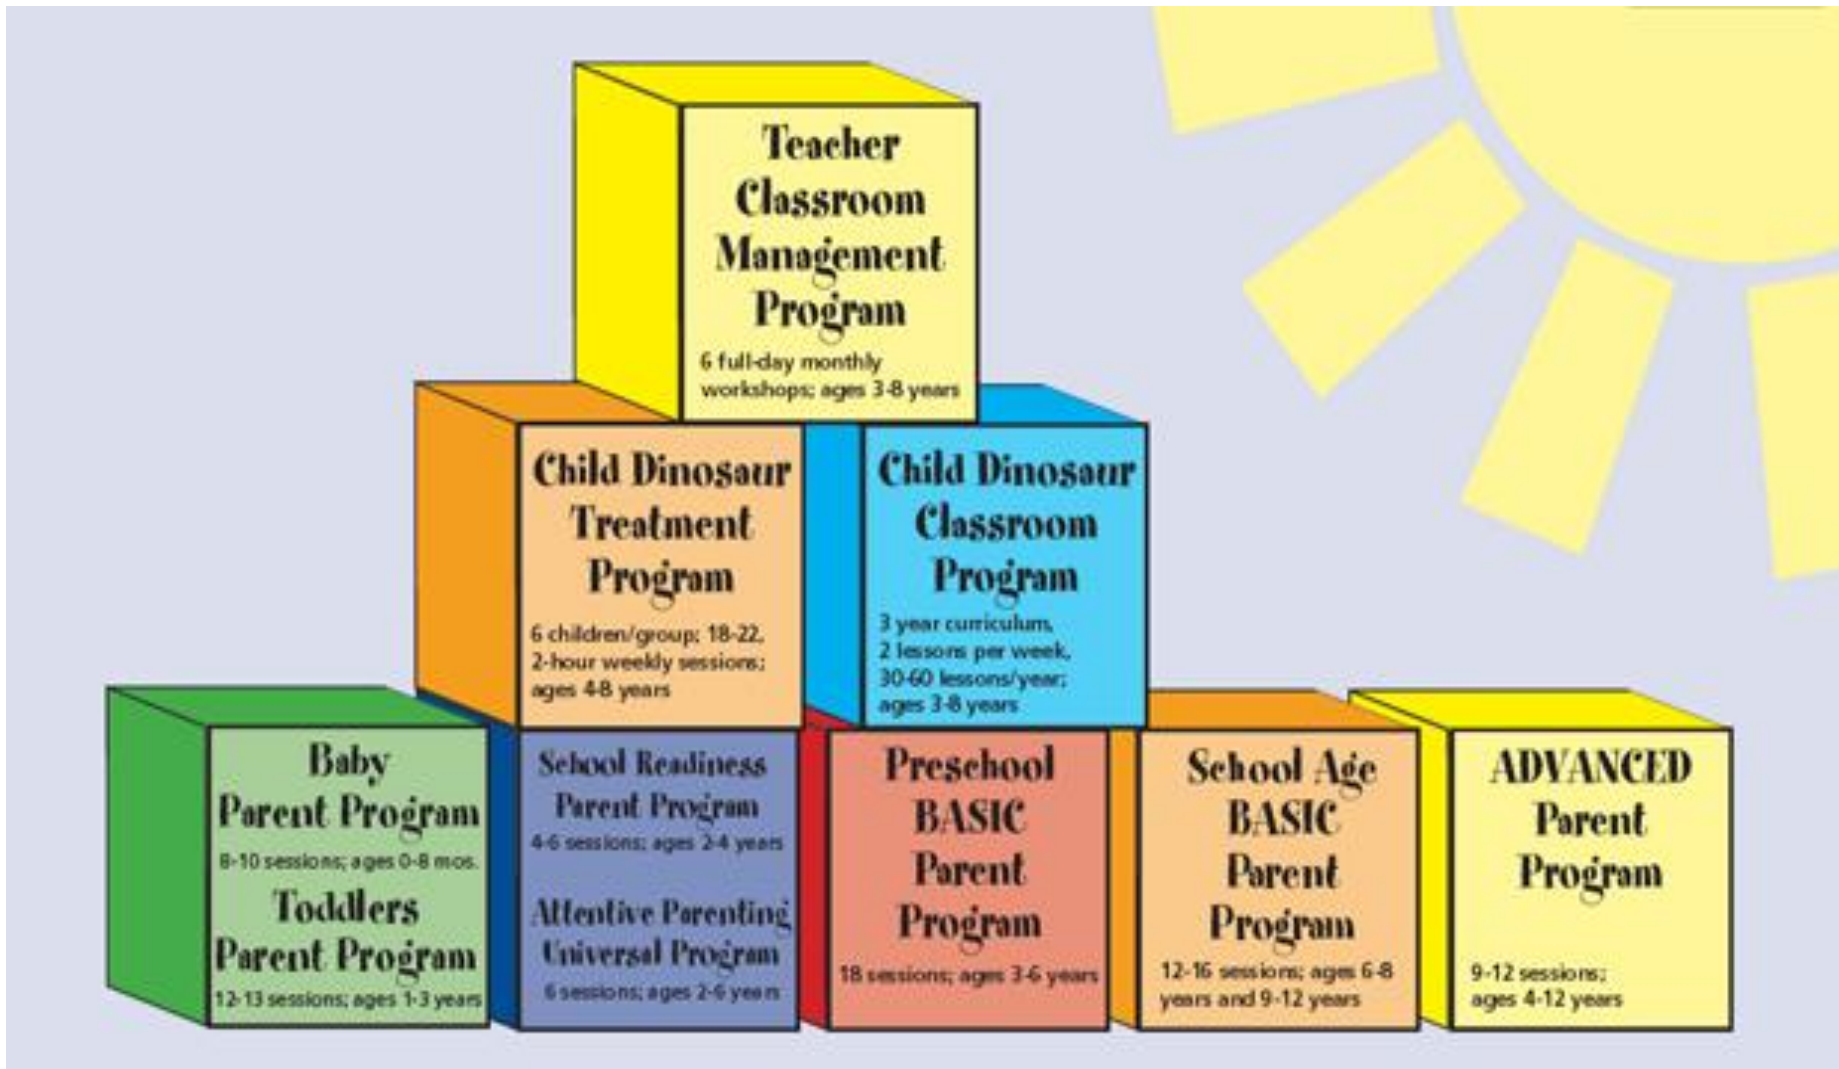 Teacher
Classroom
Management
Program
6 full-day monthly
workshops; ages 3-8 years
Child Dinosaur
Treatment
Program
6 children/group; 18-22,
2-hour weekly sessions;
ages 4-8 years
Child Dinosaur
Classroom
Program
3 year curriculum,
2 lessons per week,
30-60 lessons/year;
ages 3-8 years
Baby
Parent Program
8-10 sessions; ages 0-8 mos.
Toddlers
Parent Program
12-13 sessions; ages 1-3 years
School Readiness
Parent Program
4-6 sessions; ages 2-4 years
Attentive Parenting
Universal Program
6 sessions; ages 2-6 years
Preschool
BASIC
Parent
Program
18 sessions; ages 3-6 years
School Age
BASIC
Parent
Program
12-16 sessions; ages 6-8
years and 9-12 years
ADVANCED
Parent
Program
9-12 sessions;
ages 4-12 years